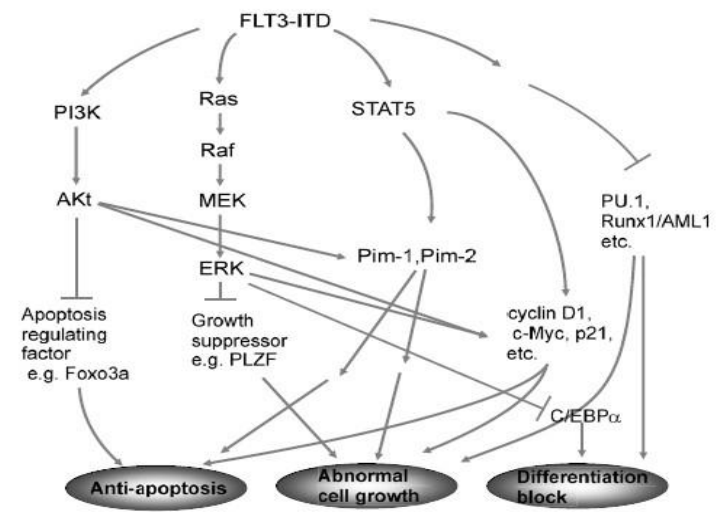 FLT3-ITD
PI3K
Ras
STAT5
Raf
AKt
MEK
PU.1,
Runx1/AML1
etc.
Pim-1,Pim-2
ERK
Apoptosis
regulating
factor
e.g. Foxo3a
Growth
suppressor
e.g. PLZF
cyclin D1,
c-Myc, p21,
etc.
C/EBPα
Anti-apoptosis
Abnormal
cell growth
Differentiation
block